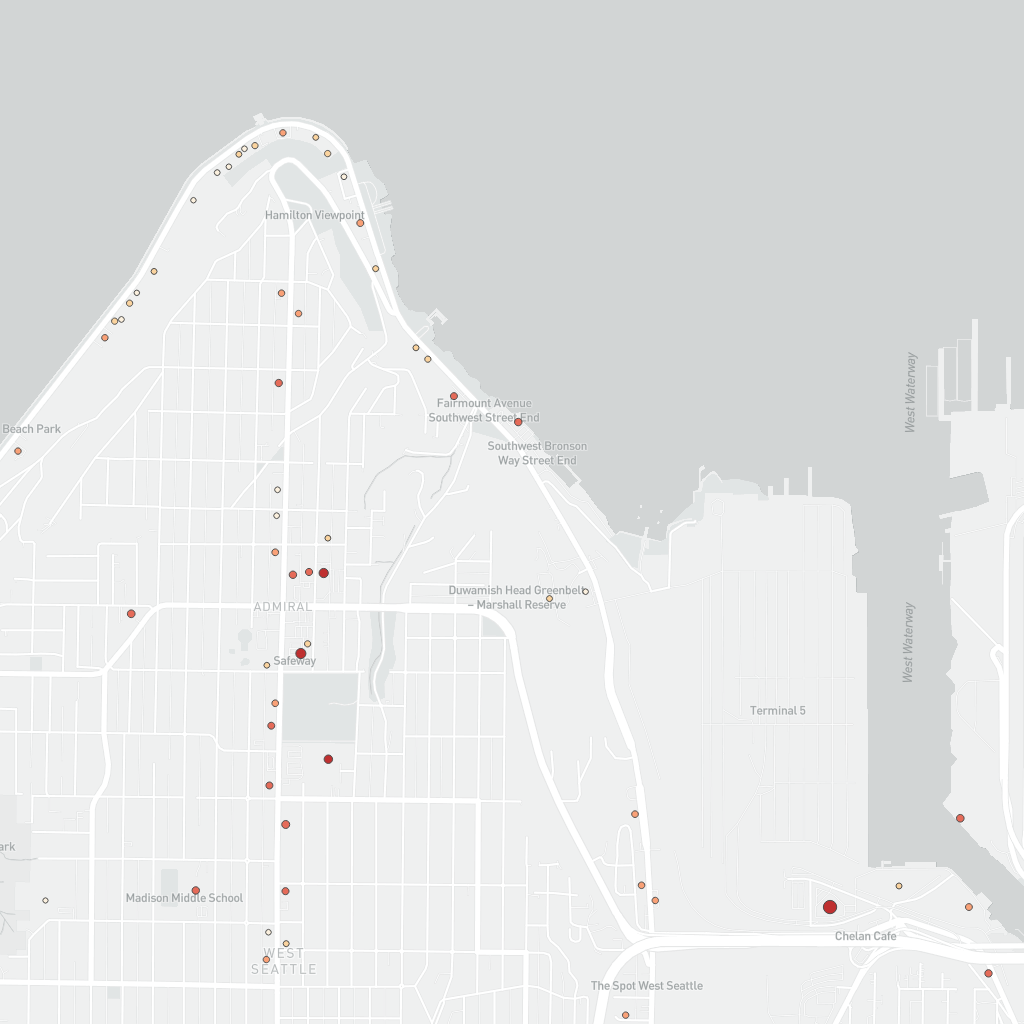 Hamilton Viewpoint
West Waterway
Fairmount Avenue
Southwest Street End
Beach Park
Southwest Bronson
Way Street End
Duwamish Head Greenbelt
– Marshall Reserve
ADMIRAL
West Waterway
Safeway
Terminal 5
ark
Madison Middle School
Chelan Cafe
WEST
SEATTLE
The Spot West Seattle